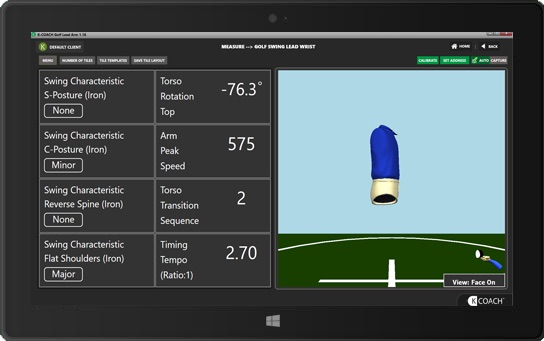 K-COACH Golf Lead Arm 1.16
K DEFAULT CLIENT
MEASURE --> GOLF SWING LEAD WRIST
HOME
BACK
MENU
NUMBER OF TILES
TILE TEMPLATES
SAVE TILE LAYOUT
CALIBRATE
SET ADDRESS
AUTO CAPTURE
Swing Characteristic
S-Posture (Iron)
None
Torso
Rotation
Top
-76.3°
Swing Characteristic
C-Posture (Iron)
Minor
Arm
Peak
Speed
575
Swing Characteristic
Reverse Spine (Iron)
None
Torso
Transition
Sequence
2
Swing Characteristic
Flat Shoulders (Iron)
Major
Timing
Tempo
(Ratio:1)
2.70
View: Face On
K COACH